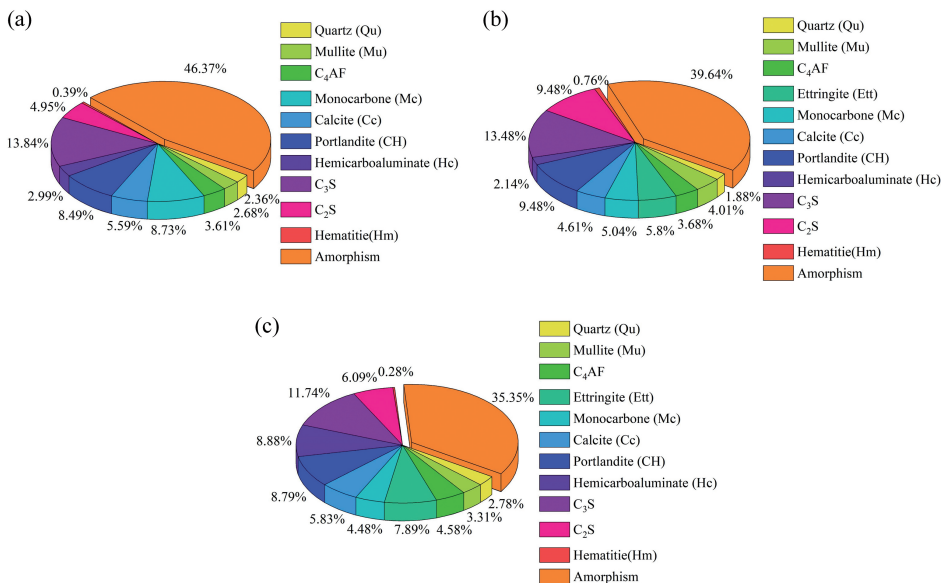 (a)
46.37%
0.39%
4.95%
13.84%
2.99%
8.49%
5.59%
8.73%
3.61%
2.68%
2.36%
Quartz (Qu)
Mullite (Mu)
C₄AF
Monocarbone (Mc)
Calcite (Cc)
Portlandite (CH)
Hemicarboaluminate (Hc)
C₃S
C₂S
Hematitie(Hm)
Amorphism
(b)
39.64%
0.76%
9.48%
13.48%
2.14%
9.48%
4.61%
5.04%
5.8%
3.68%
4.01%
1.88%
Quartz (Qu)
Mullite (Mu)
C₄AF
Ettringite (Ett)
Monocarbone (Mc)
Calcite (Cc)
Portlandite (CH)
Hemicarboaluminate (Hc)
C₃S
C₂S
Hematitie(Hm)
Amorphism
(c)
35.35%
0.28%
6.09%
11.74%
8.88%
8.79%
5.83%
4.48%
7.89%
4.58%
3.31%
2.78%
Quartz (Qu)
Mullite (Mu)
C₄AF
Ettringite (Ett)
Monocarbone (Mc)
Calcite (Cc)
Portlandite (CH)
Hemicarboaluminate (Hc)
C₃S
C₂S
Hematitie(Hm)
Amorphism